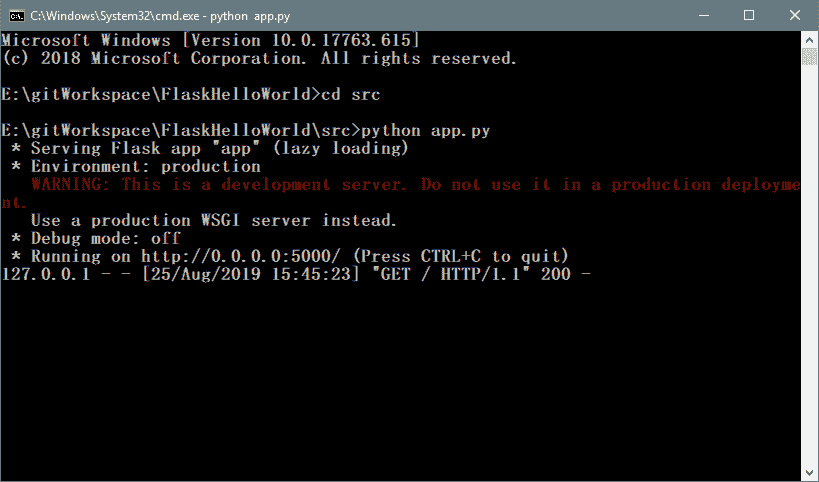 C:\Windows\System32\cmd.exe - python  app.py
Microsoft Windows [Version 10.0.17763.615]
(c) 2018 Microsoft Corporation. All rights reserved.
E:\gitWorkspace\FlaskHelloWorld>cd src
E:\gitWorkspace\FlaskHelloWorld\src>python app.py
 * Serving Flask app "app" (lazy loading)
 * Environment: production
   WARNING: This is a development server. Do not use it in a production deployme
nt.
   Use a production WSGI server instead.
 * Debug mode: off
 * Running on http://0.0.0.0:5000/ (Press CTRL+C to quit)
127.0.0.1 - - [25/Aug/2019 15:45:23] "GET / HTTP/1.1" 200 -